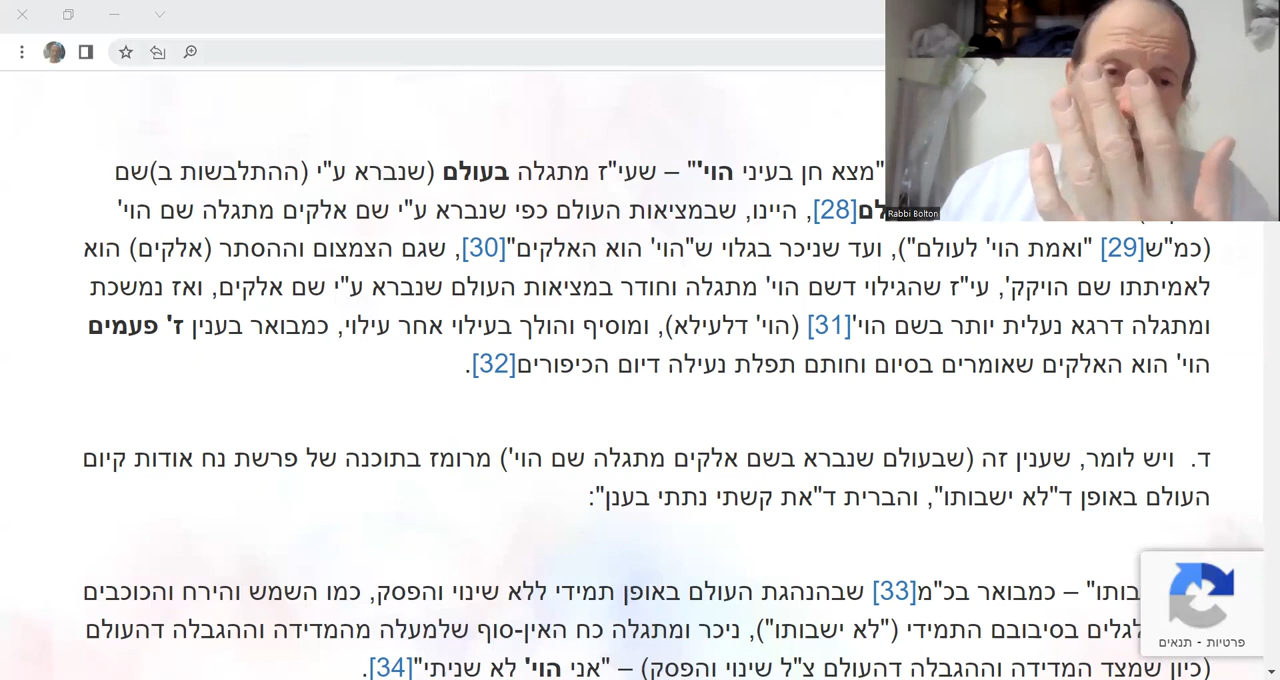 "מצא חן בעיני הוי'" – שעי"ז מתגלה בעולם (שנברא ע"י (ההתלבשות ב)שם
לם[28], היינו, שבמציאות העולם כפי שנברא ע"י שם אלקים מתגלה שם הוי'
Rabbi Bolton
(כמ"ש[29] "ואמת הוי' לעולם"), ועד שניכר בגלוי ש"הוי' הוא האלקים"[30], שגם הצמצום וההסתר (אלקים) הוא
לאמיתתו שם הויקק', עי"ז שהגילוי דשם הוי' מתגלה וחודר במציאות העולם שנברא ע"י שם אלקים, ואז נמשכת
ומתגלה דרגא נעלית יותר בשם הוי'[31] (הוי' דלעילא), ומוסיף והולך בעילוי אחר עילוי, כמבואר בענין ז' פעמים
הוי' הוא האלקים שאומרים בסיום וחותם תפלת נעילה דיום הכיפורים[32].
ד. ויש לומר, שענין זה (שבעולם שנברא בשם אלקים מתגלה שם הוי') מרומז בתוכנה של פרשת נח אודות קיום
העולם באופן ד"לא ישבותו", והברית ד"את קשתי נתתי בענן":
בותו" – כמבואר בכ"מ[33] שבהנהגת העולם באופן תמידי ללא שינוי והפסק, כמו השמש והירח והכוכבים
לגלים בסיבובם התמידי ("לא ישבותו"), ניכר ומתגלה כח האין-סוף שלמעלה מהמדידה וההגבלה דהעולם
(כיון שמצד המדידה וההגבלה דהעולם צ"ל שינוי והפסק) – "אני הוי' לא שניתי"[34].
פרטיות - תנאים